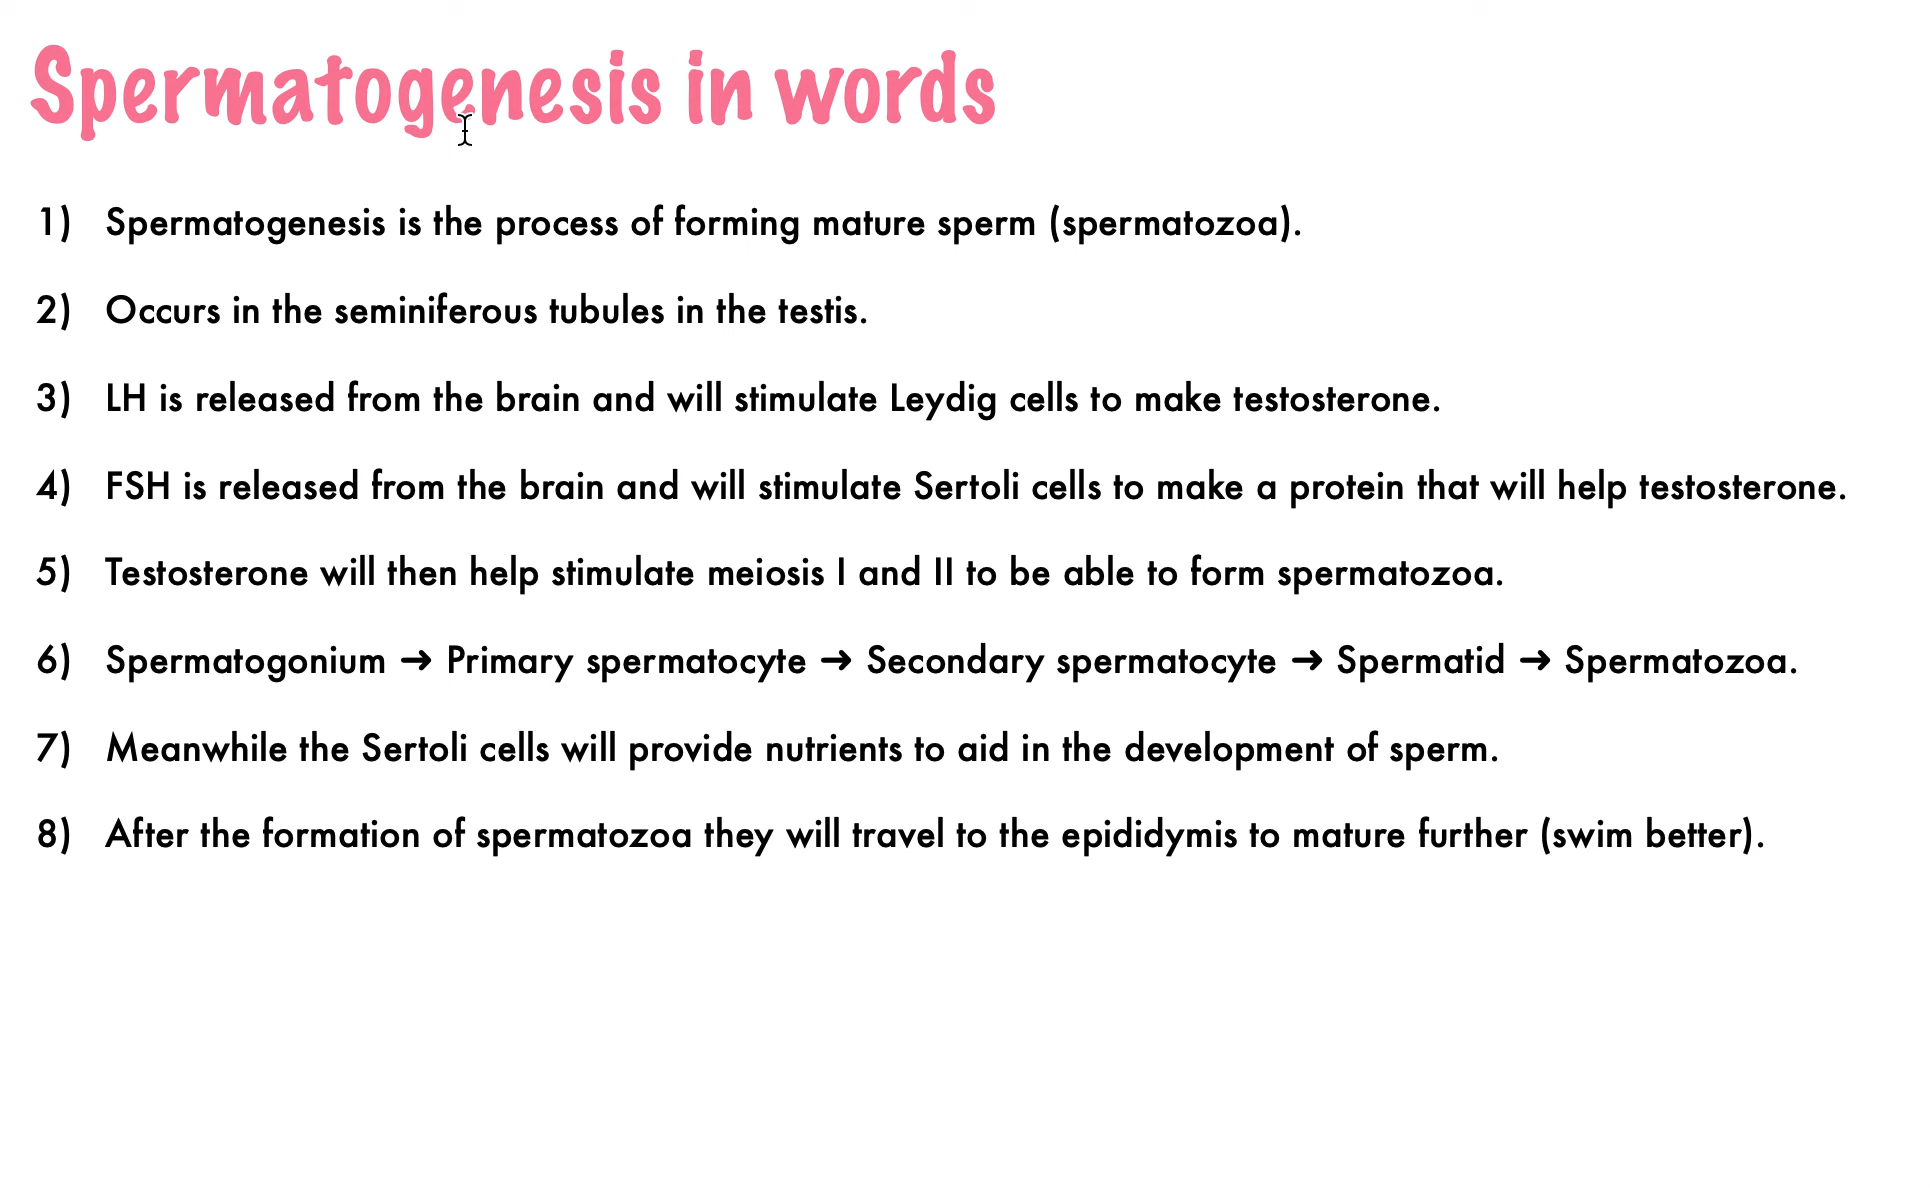 Spermatogenesis in words
1) Spermatogenesis is the process of forming mature sperm (spermatozoa).
2) Occurs in the seminiferous tubules in the testis.
3) LH is released from the brain and will stimulate Leydig cells to make testosterone.
4) FSH is released from the brain and will stimulate Sertoli cells to make a protein that will help testosterone.
5) Testosterone will then help stimulate meiosis I and II to be able to form spermatozoa.
6) Spermatogonium → Primary spermatocyte → Secondary spermatocyte → Spermatid → Spermatozoa.
7) Meanwhile the Sertoli cells will provide nutrients to aid in the development of sperm.
8) After the formation of spermatozoa they will travel to the epididymis to mature further (swim better).